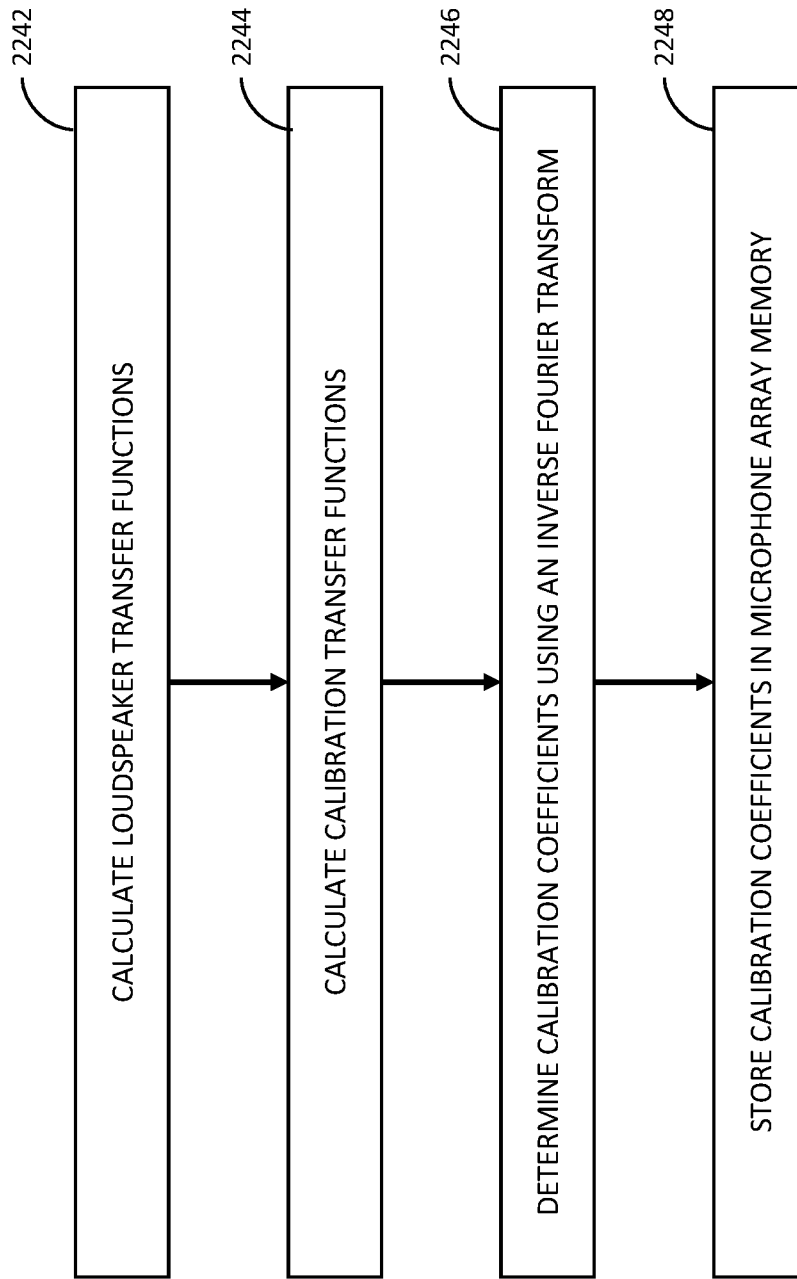 2242
CALCULATE LOUDSPEAKER TRANSFER FUNCTIONS
2244
CALCULATE CALIBRATION TRANSFER FUNCTIONS
2246
DETERMINE CALIBRATION COEFFICIENTS USING AN INVERSE FOURIER TRANSFORM
2248
STORE CALIBRATION COEFFICIENTS IN MICROPHONE ARRAY MEMORY